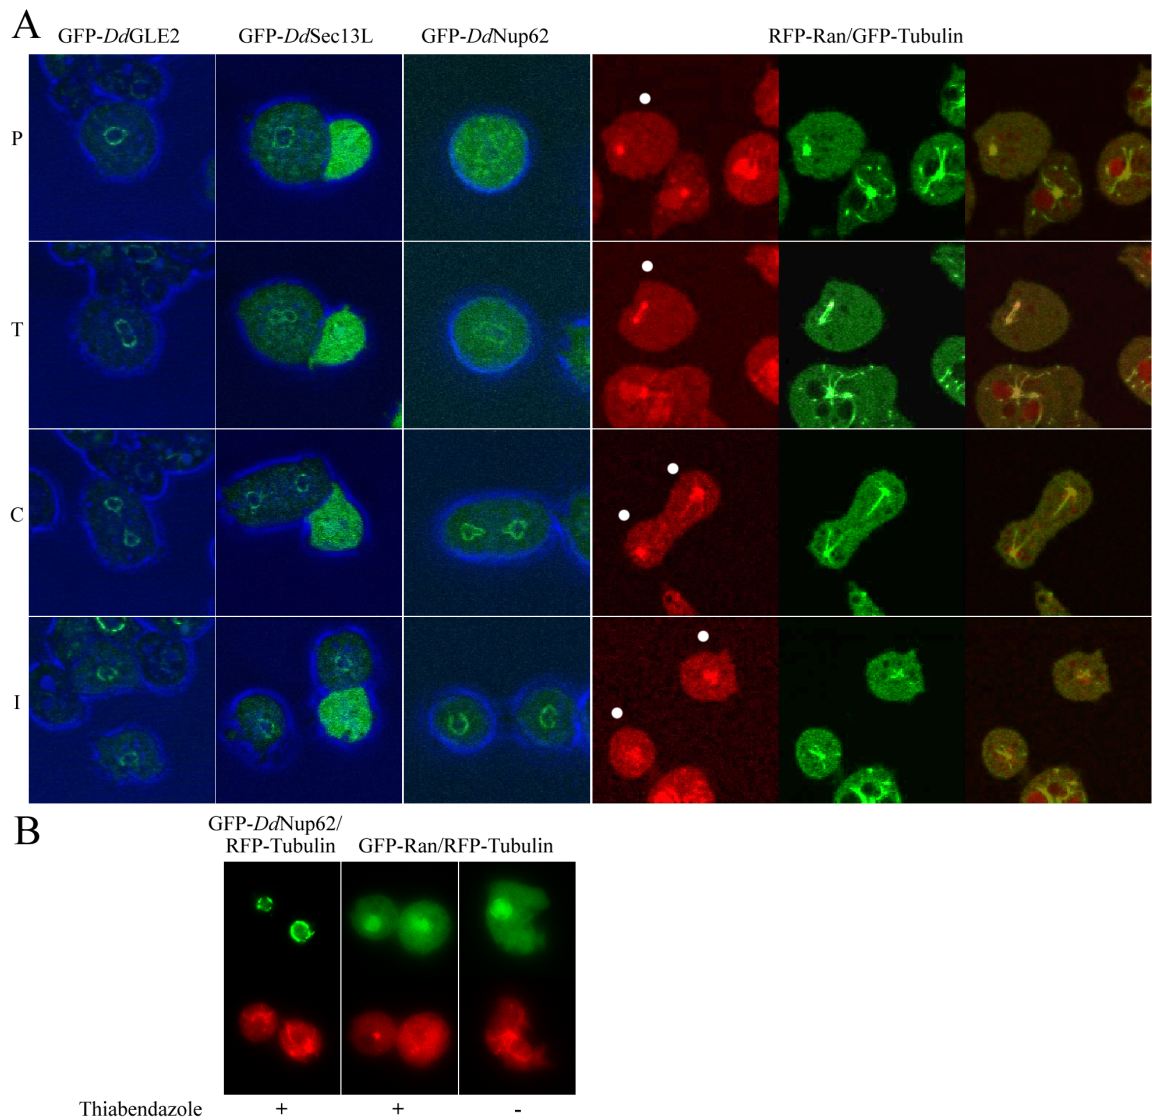 A
GFP-DdGLE2 GFP-DdSec13L GFP-DdNup62 RFP-Ran/GFP-Tubulin
P
T
C
I
B
GFP-DdNup62/
RFP-Tubulin GFP-Ran/RFP-Tubulin
Thiabendazole + + -